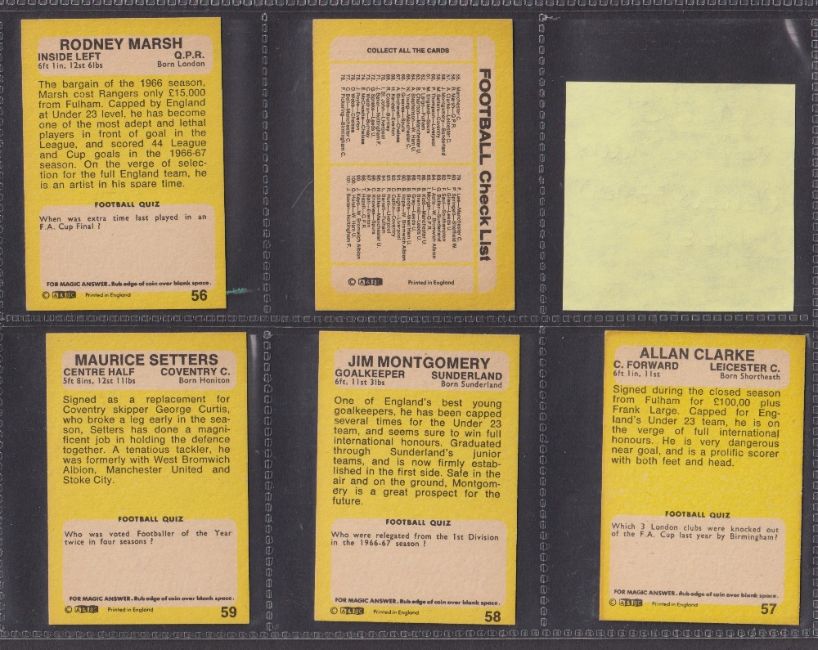 RODNEY MARSH
INSIDE LEFT Q.P.R.
6ft 1in, 12st 6lbs Born London
The bargain of the 1966 season,
Marsh cost Rangers only £15,000
from Fulham. Capped by England
at Under 23 level, he has become
one of the most adept and lethal
players in front of goal in the
League, and scored 44 League
and Cup goals in the 1966-67
season. On the verge of selec-
tion for the full England team, he
is an artist in his spare time.
FOOTBALL QUIZ
When was extra time last played in an
F.A. Cup Final ?
FOR MAGIC ANSWER. Rub edge of coin over blank space.
© A&BC Printed in England 56
COLLECT ALL THE CARDS
FOOTBALL Check List
© A&BC Printed in England
MAURICE SETTERS
CENTRE HALF COVENTRY C.
5ft 8ins, 12st 11lbs Born Honiton
Signed as a replacement for
Coventry skipper George Curtis,
who broke a leg early in the sea-
son, Setters has done a magni-
ficent job in holding the defence
together. A tenatious tackler, he
was formerly with West Bromwich
Albion, Manchester United and
Stoke City.
FOOTBALL QUIZ
Who was voted Footballer of the Year
twice in four seasons ?
FOR MAGIC ANSWER. Rub edge of coin over blank space.
© A&BC Printed in England 59
JIM MONTGOMERY
GOALKEEPER SUNDERLAND
6ft, 11st 3lbs Born Sunderland
One of England's best young
goalkeepers, he has been capped
several times for the Under 23
team, and seems sure to win full
international honours. Graduated
through Sunderland's junior
teams, and is now firmly estab-
lished in the first side. Safe in the
air and on the ground, Montgom-
ery is a great prospect for the
future.
FOOTBALL QUIZ
Who were relegated from the 1st Division
in the 1966-67 season ?
FOR MAGIC ANSWER. Rub edge of coin over blank space.
© A&BC Printed in England 58
ALLAN CLARKE
C. FORWARD LEICESTER C.
6ft 1in, 11st Born Shortheath
Signed during the closed season
from Fulham for £100,00 plus
Frank Large. Capped for Eng-
land's Under 23 team, he is on
the verge of full international
honours. He is very dangerous
near goal, and is a prolific scorer
with both feet and head.
FOOTBALL QUIZ
Which 3 London clubs were knocked out
of the F.A. Cup last year by Birmingham?
FOR MAGIC ANSWER. Rub edge of coin over blank space.
© A&BC Printed in England 57